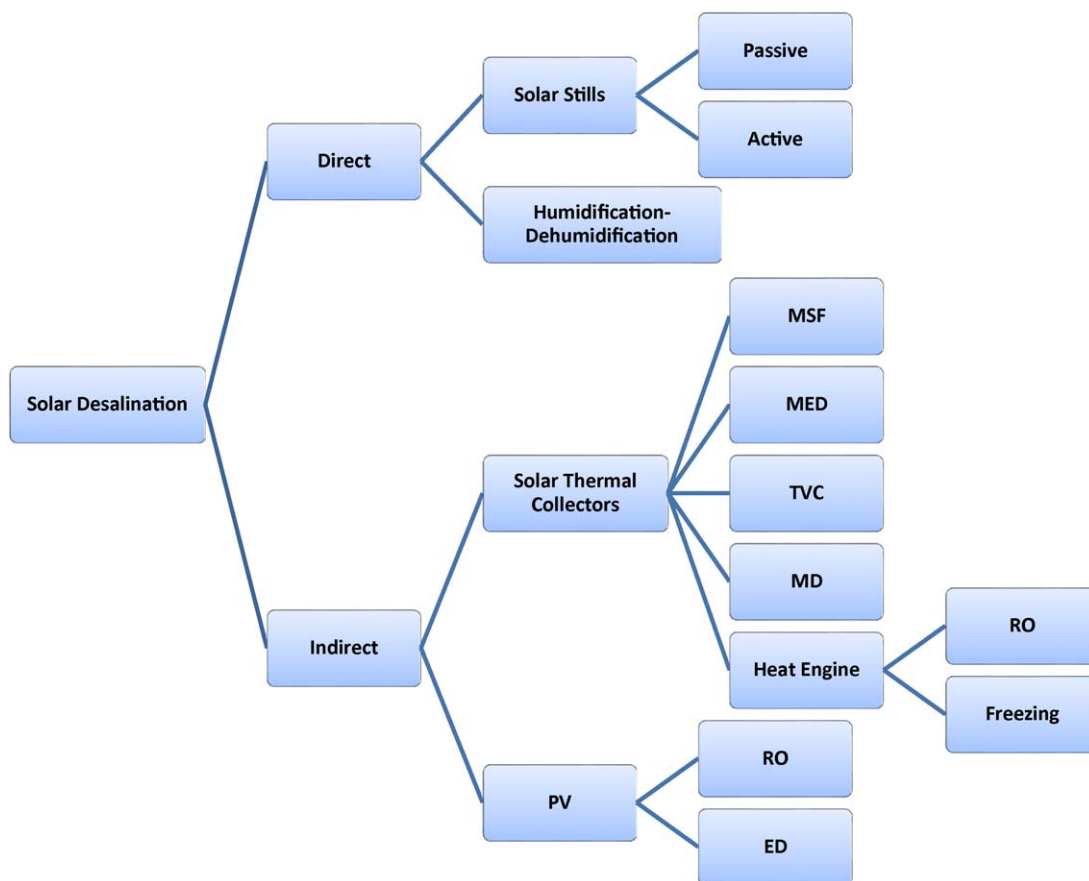 Solar Desalination
Direct
Solar Stills
Passive
Active
Humidification-
Dehumidification
Indirect
Solar Thermal
Collectors
MSF
MED
TVC
MD
Heat Engine
RO
Freezing
PV
RO
ED